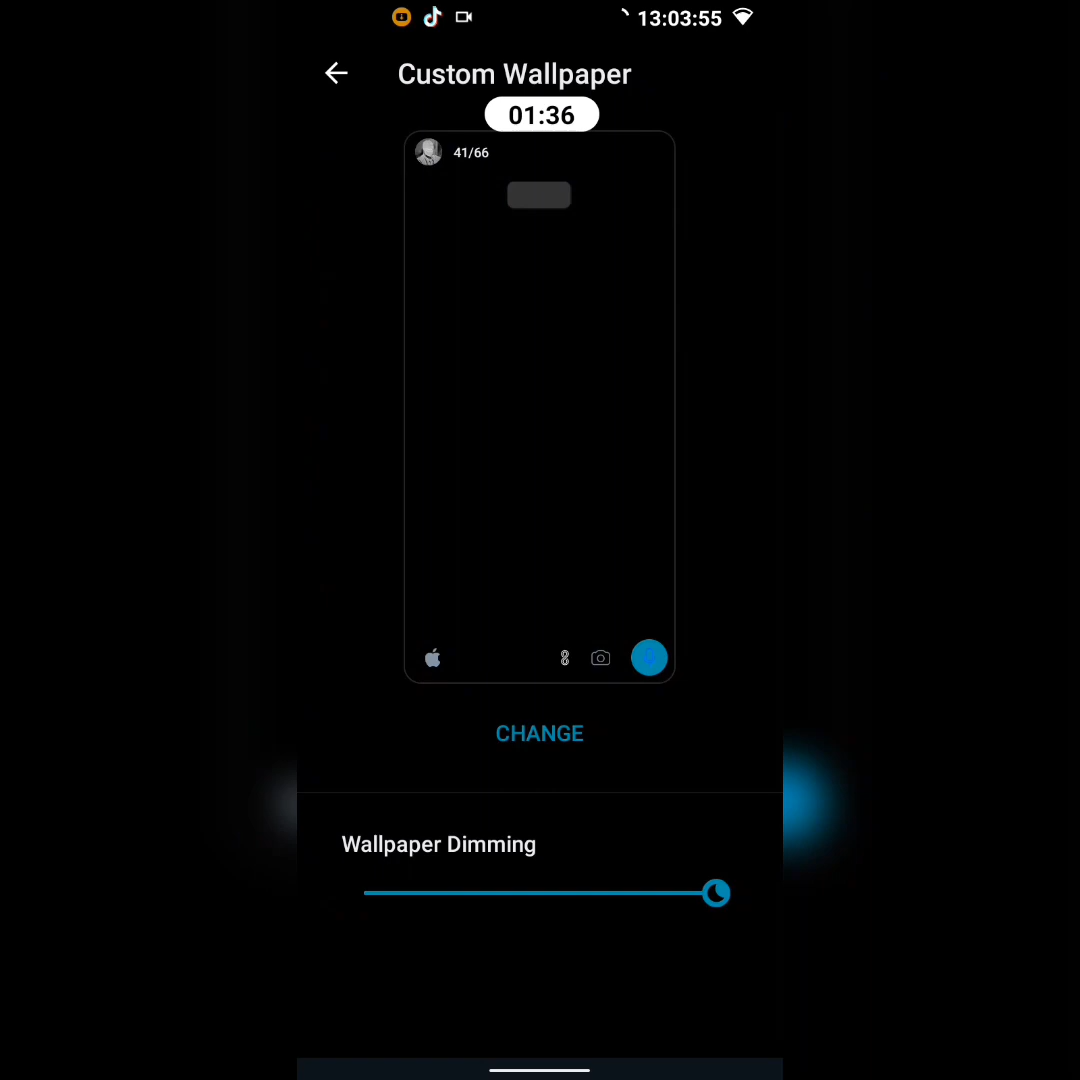 13:03:55
Custom Wallpaper
01:36
41/66
CHANGE
Wallpaper Dimming